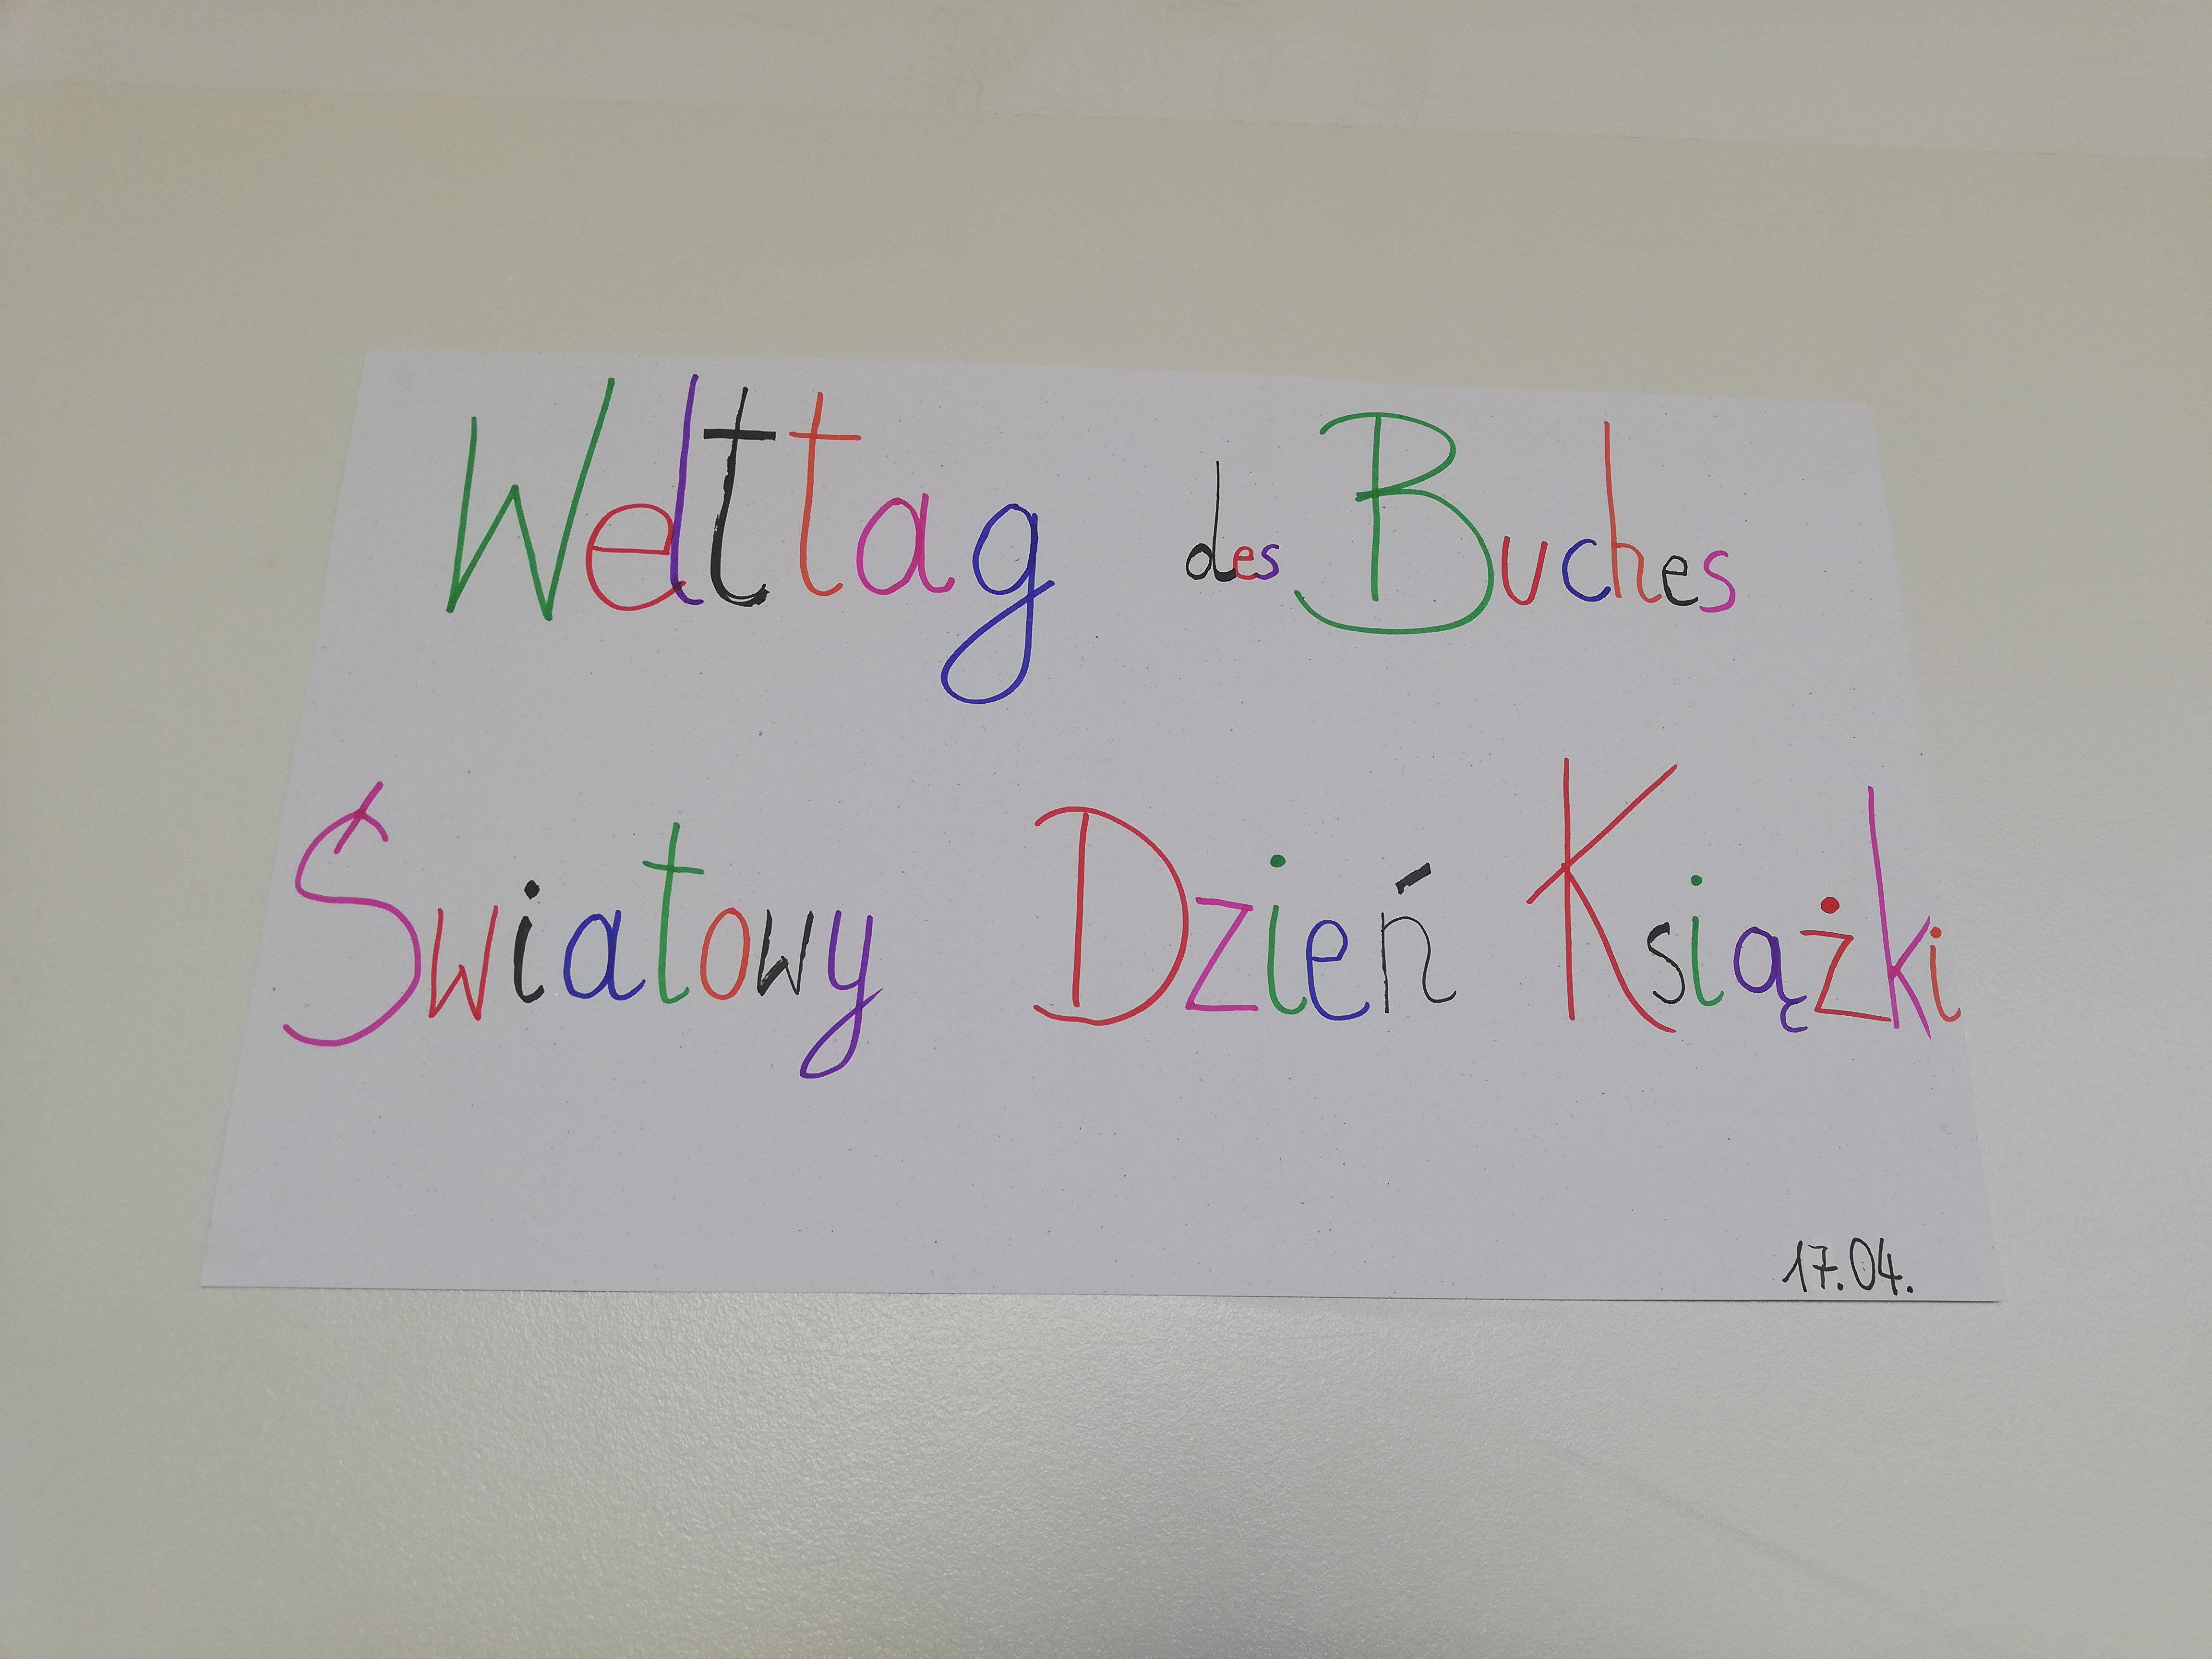 Welttag des Buches
Światowy Dzień Książki
17.04.